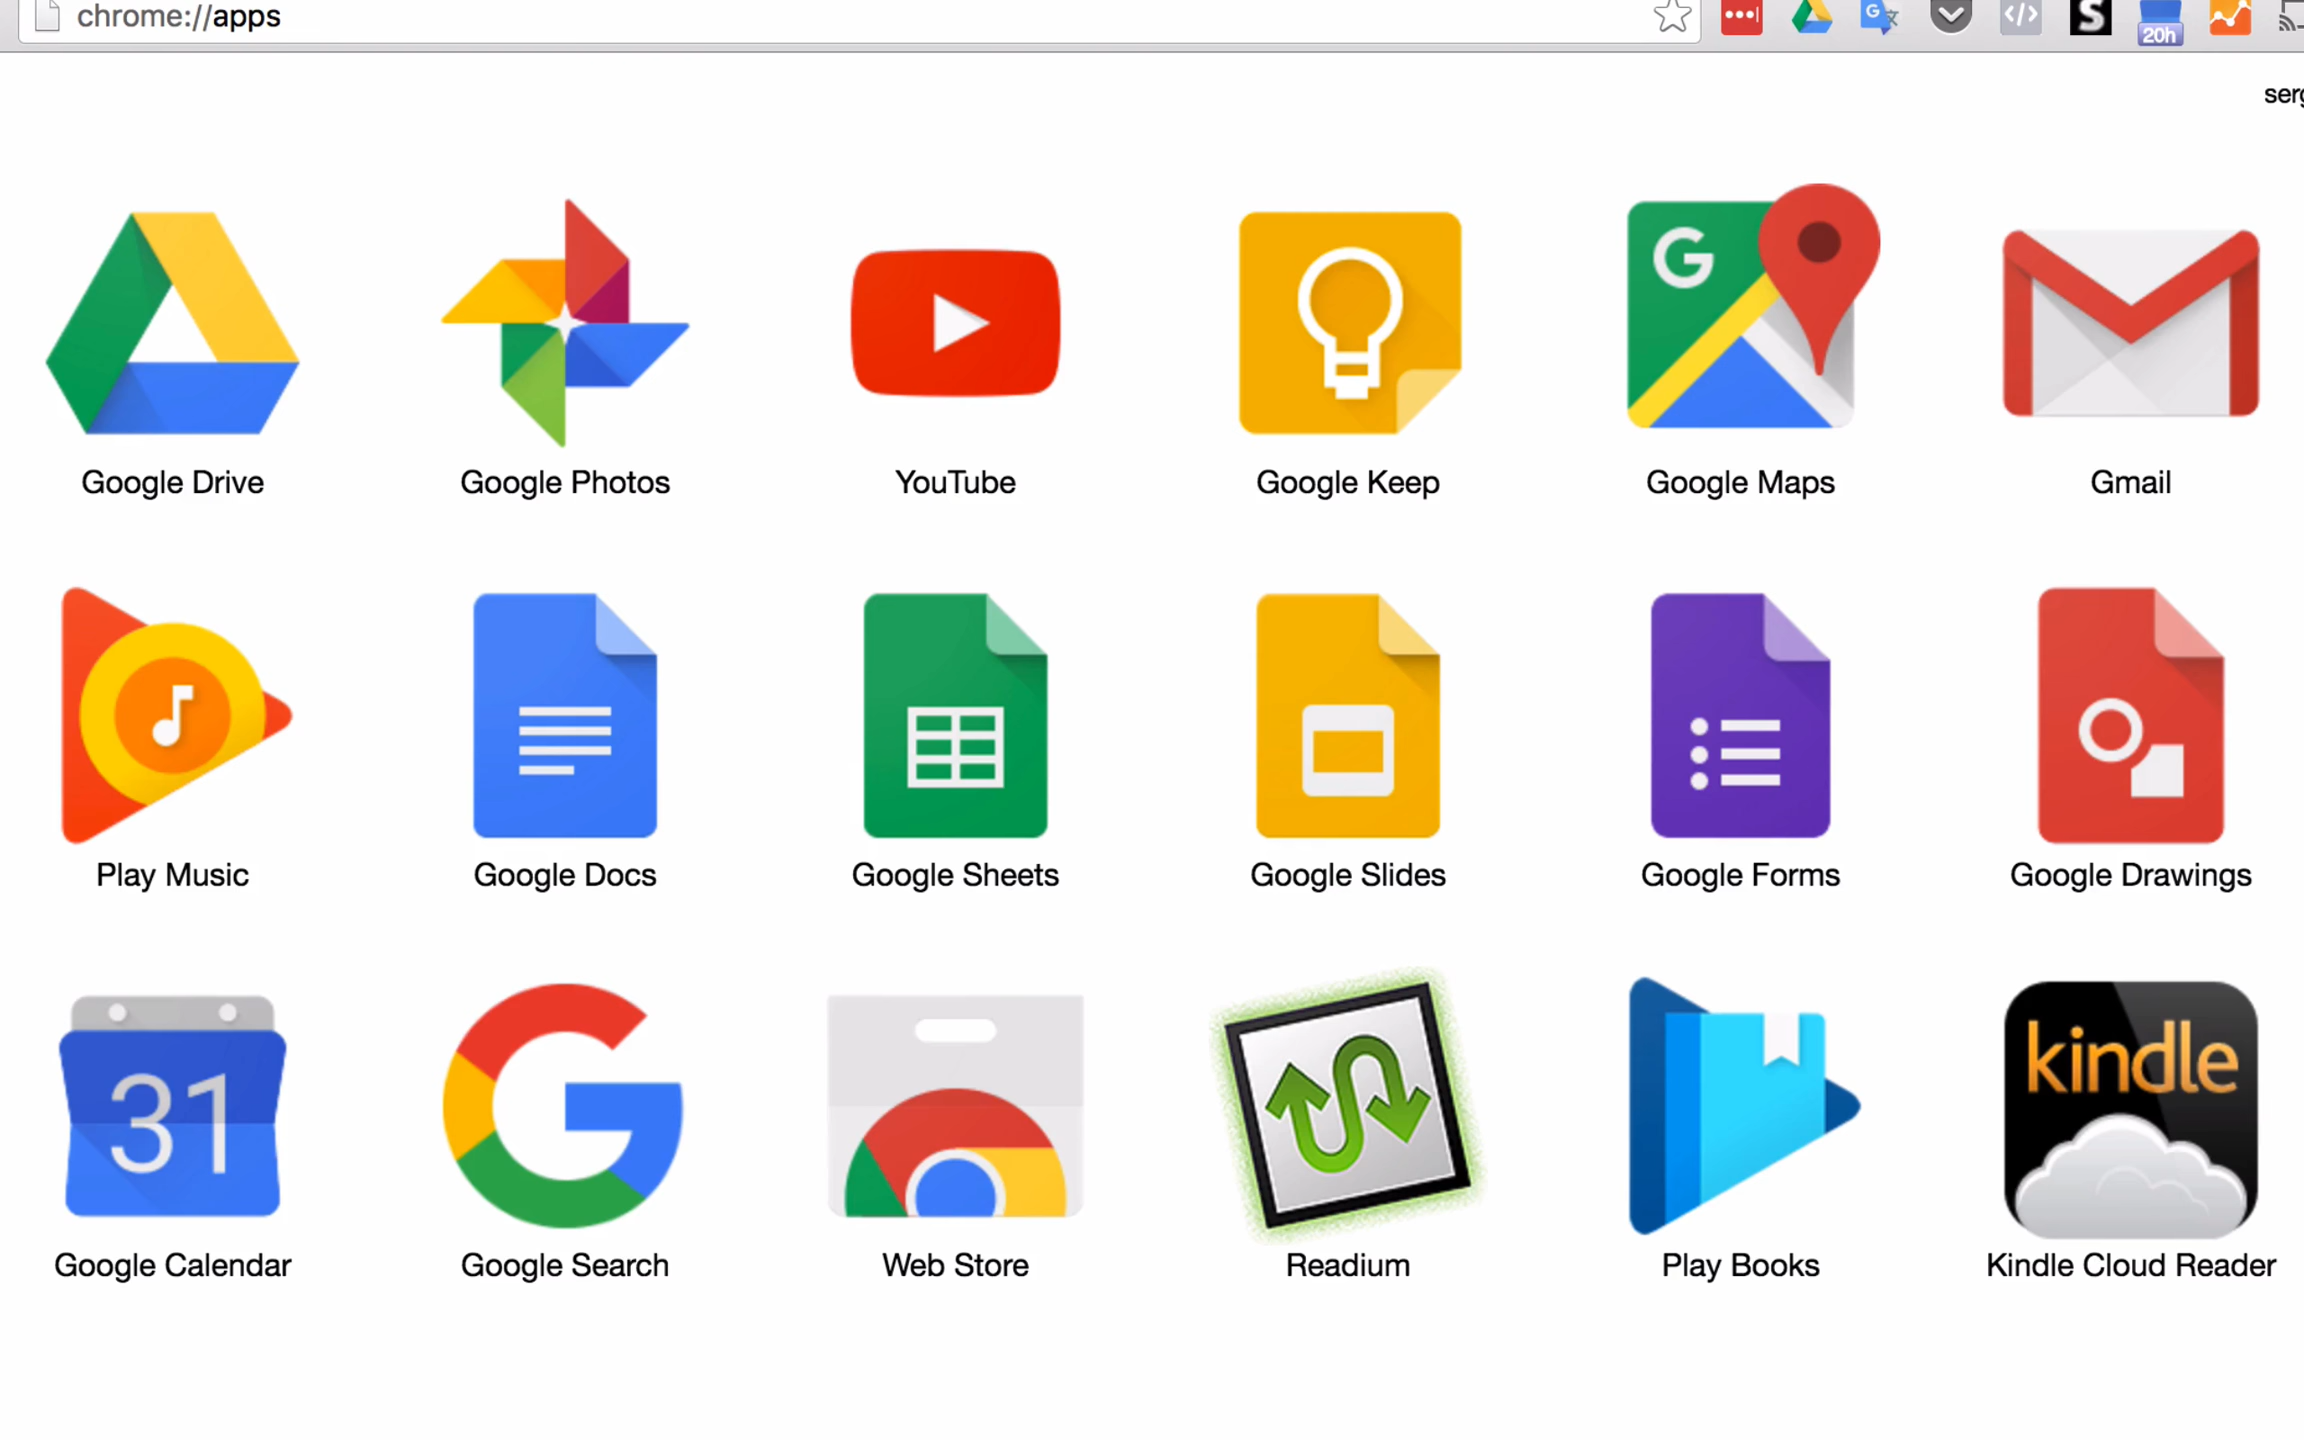 chrome://apps
20h
serg
Google Drive
Google Photos
YouTube
Google Keep
G
Google Maps
Gmail
Play Music
Google Docs
Google Sheets
Google Slides
Google Forms
Google Drawings
31
G
kindle
Google Calendar
Google Search
Web Store
Readium
Play Books
Kindle Cloud Reader